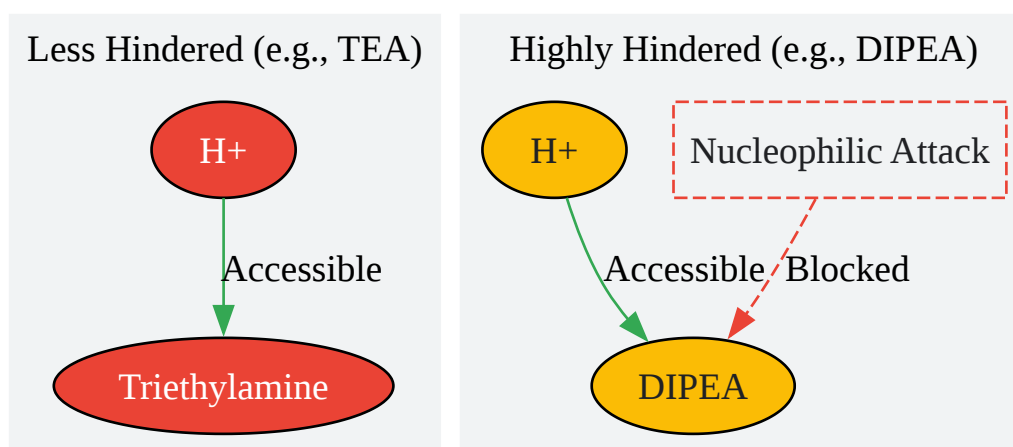 Less Hindered (e.g., TEA)
H+
Accessible
Triethylamine
Highly Hindered (e.g., DIPEA)
H+
Nucleophilic Attack
Accessible
Blocked
DIPEA